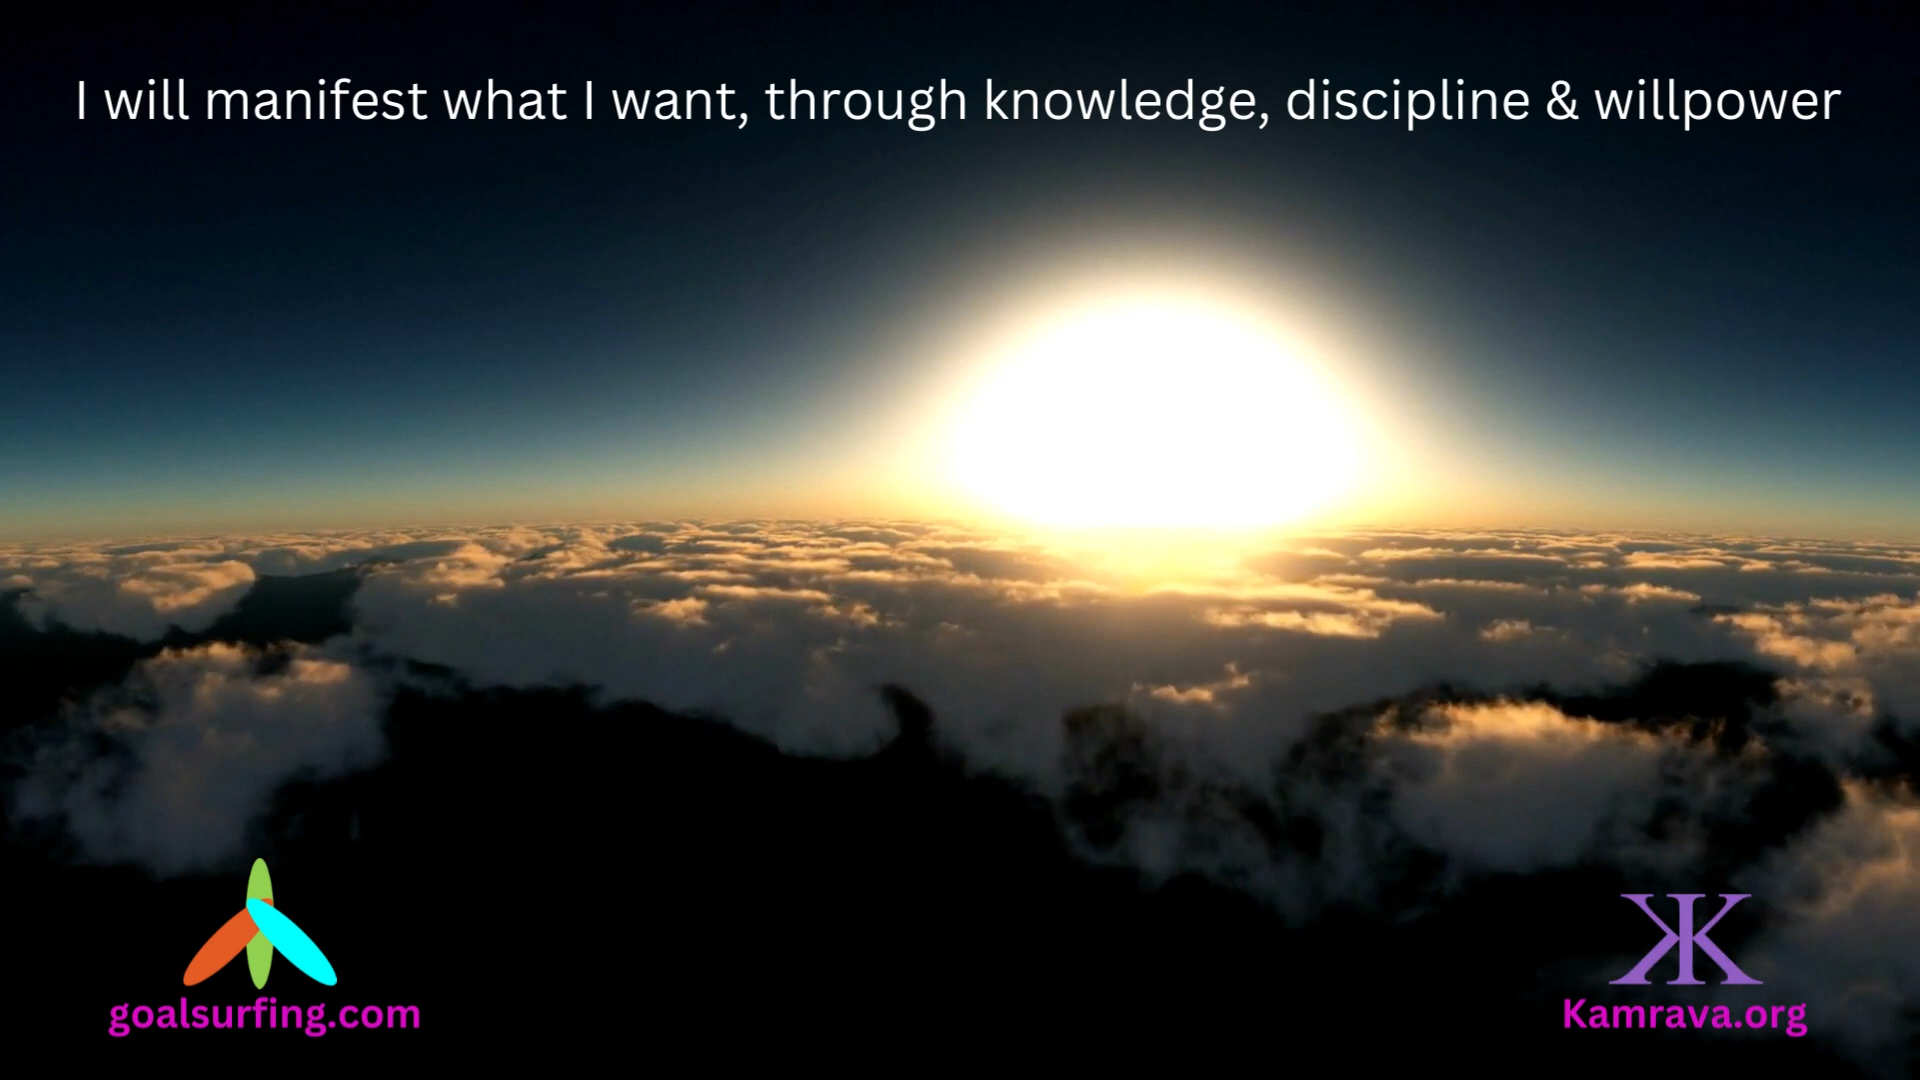 I will manifest what I want, through knowledge, discipline & willpower
goalsurfing.com
Kamrava.org